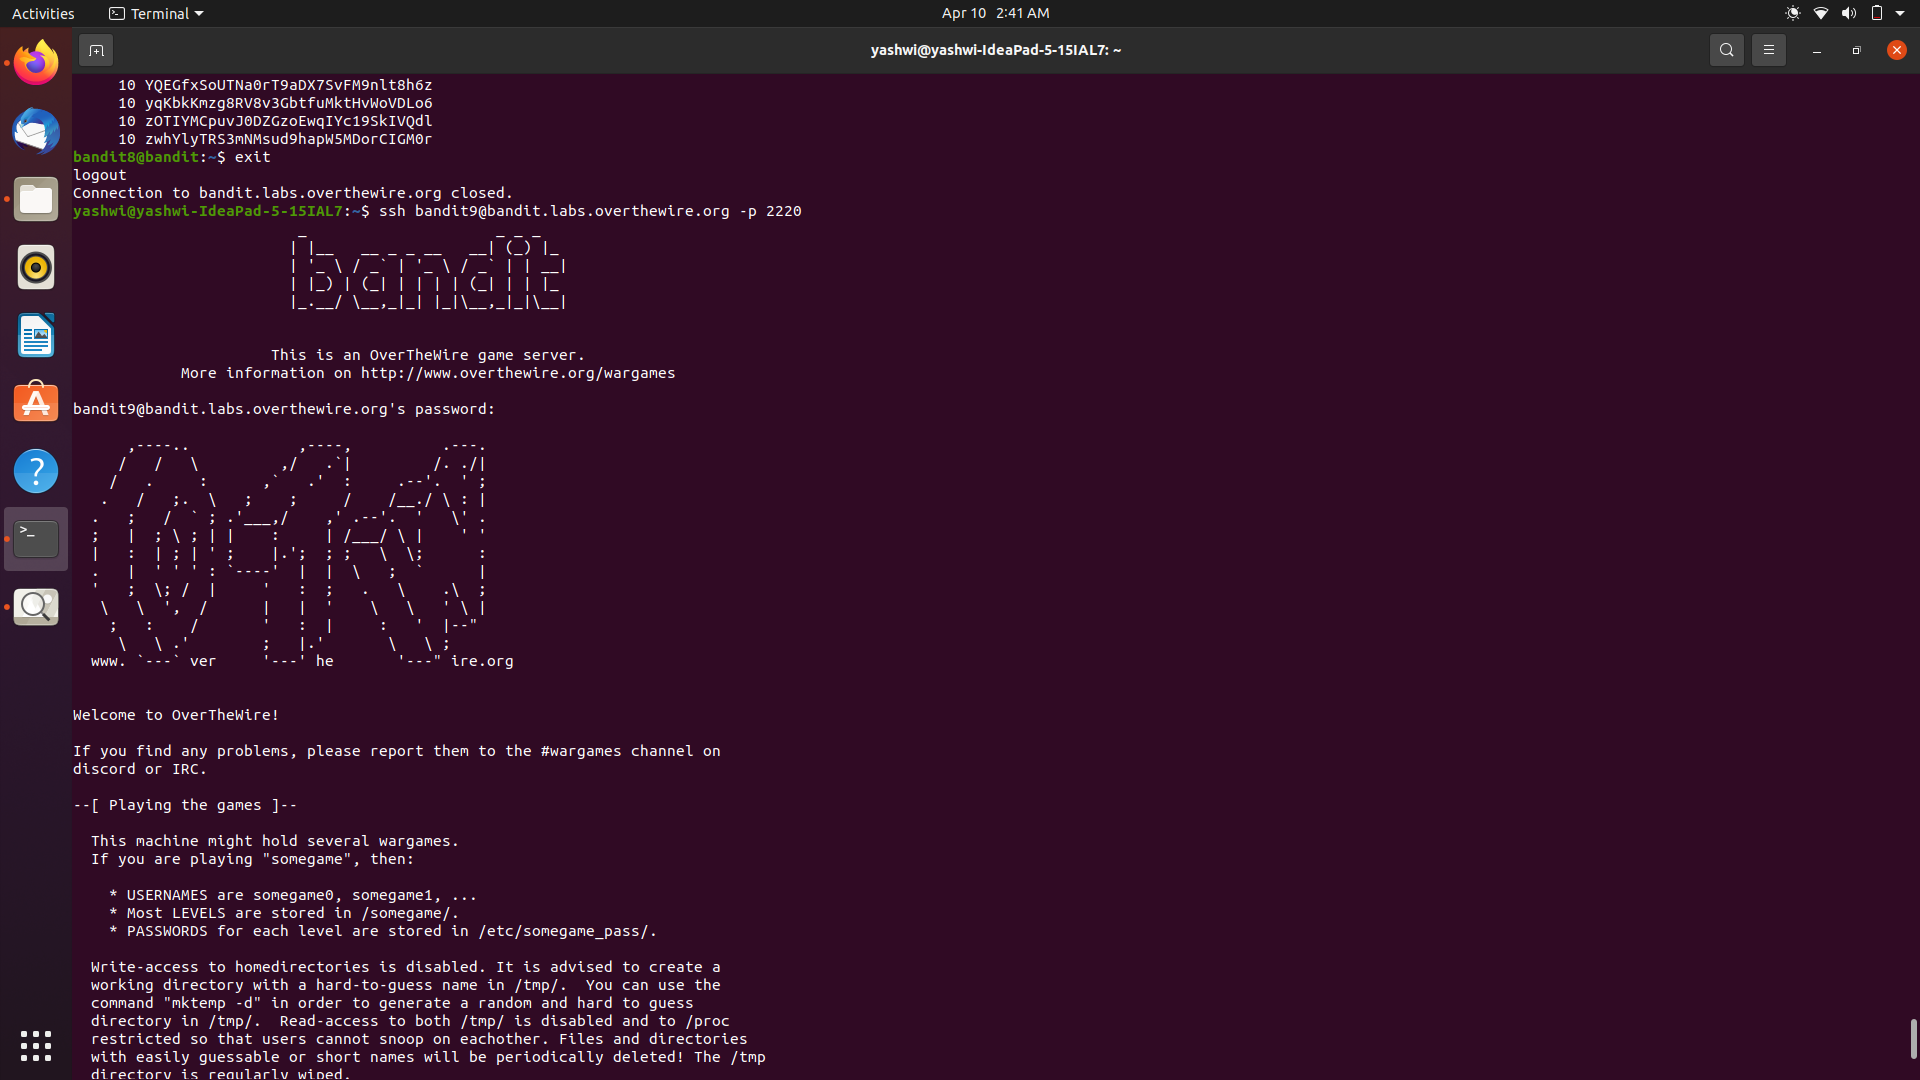 Activities Terminal Apr 10 2:41 AM
yashwi@yashwi-IdeaPad-5-15IAL7: ~
10 YQEGfxSoUTNa0rT9aDX7SvFM9nlt8h6z
10 yqKbkKmzg8RV8v3GbtfuMktHvWoVDLo6
10 zOTIYMCpuvJ0DZGzoEwqIYc19SkIVQdl
10 zwhYlyTRS3mNMsud9hapW5MDorCIGM0r
bandit8@bandit:~$ exit
logout
Connection to bandit.labs.overthewire.org closed.
yashwi@yashwi-IdeaPad-5-15IAL7:~$ ssh bandit9@bandit.labs.overthewire.org -p 2220
bandit
This is an OverTheWire game server.
More information on http://www.overthewire.org/wargames
bandit9@bandit.labs.overthewire.org's password:
www. `---` ver '---' he '---" ire.org
Welcome to OverTheWire!
If you find any problems, please report them to the #wargames channel on
discord or IRC.
--[ Playing the games ]--
This machine might hold several wargames.
If you are playing "somegame", then:
* USERNAMES are somegame0, somegame1, ...
* Most LEVELS are stored in /somegame/.
* PASSWORDS for each level are stored in /etc/somegame_pass/.
Write-access to homedirectories is disabled. It is advised to create a
working directory with a hard-to-guess name in /tmp/. You can use the
command "mktemp -d" in order to generate a random and hard to guess
directory in /tmp/. Read-access to both /tmp/ is disabled and to /proc
restricted so that users cannot snoop on eachother. Files and directories
with easily guessable or short names will be periodically deleted! The /tmp
directory is regularly wiped.